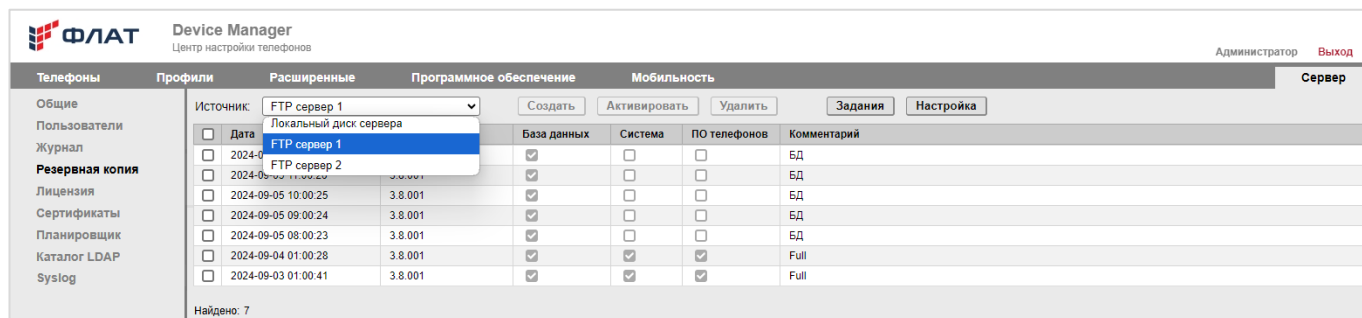 ФЛАТ
Device Manager
Центр настройки телефонов
Администратор Выход
Телефоны Профили Расширенные Программное обеспечение Мобильность Сервер
Общие
Пользователи
Журнал
Резервная копия
Лицензия
Сертификаты
Планировщик
Каталог LDAP
Syslog
Источник: FTP сервер 1 Создать Активировать Удалить Задания Настройка
Локальный диск сервера
FTP сервер 1
FTP сервер 2
Дата База данных Система ПО телефонов Комментарий
БД
БД
2024-09-05 10:00:25 3.8.001 БД
2024-09-05 09:00:24 3.8.001 БД
2024-09-05 08:00:23 3.8.001 БД
2024-09-04 01:00:28 3.8.001 Full
2024-09-03 01:00:41 3.8.001 Full
Найдено: 7